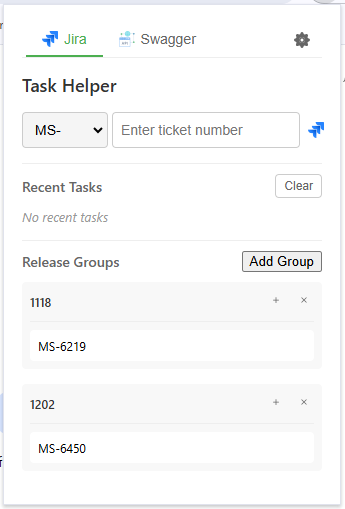 Jira Swagger
Task Helper
MS- Enter ticket number
Recent Tasks Clear
No recent tasks
Release Groups Add Group
1118 + ×
MS-6219
1202 + ×
MS-6450